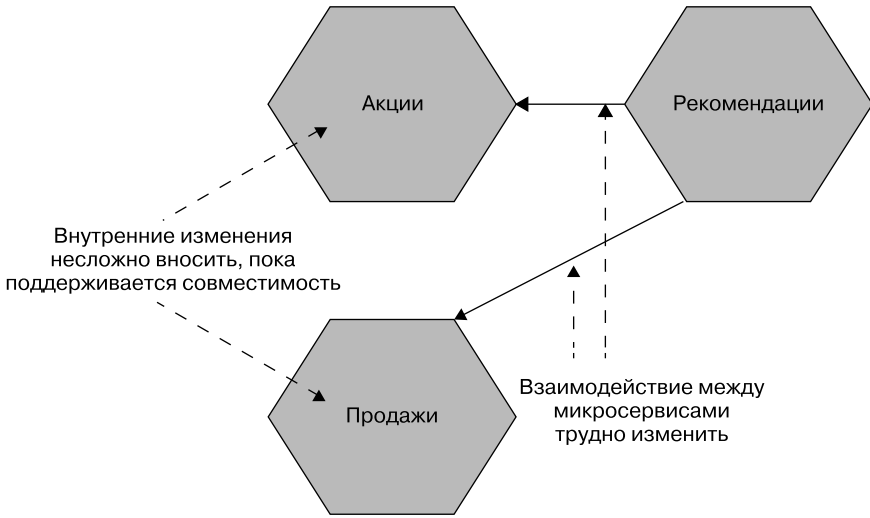 Акции
Рекомендации
Внутренние изменения
несложно вносить, пока
поддерживается совместимость
Продажи
Взаимодействие между
микросервисами
трудно изменить